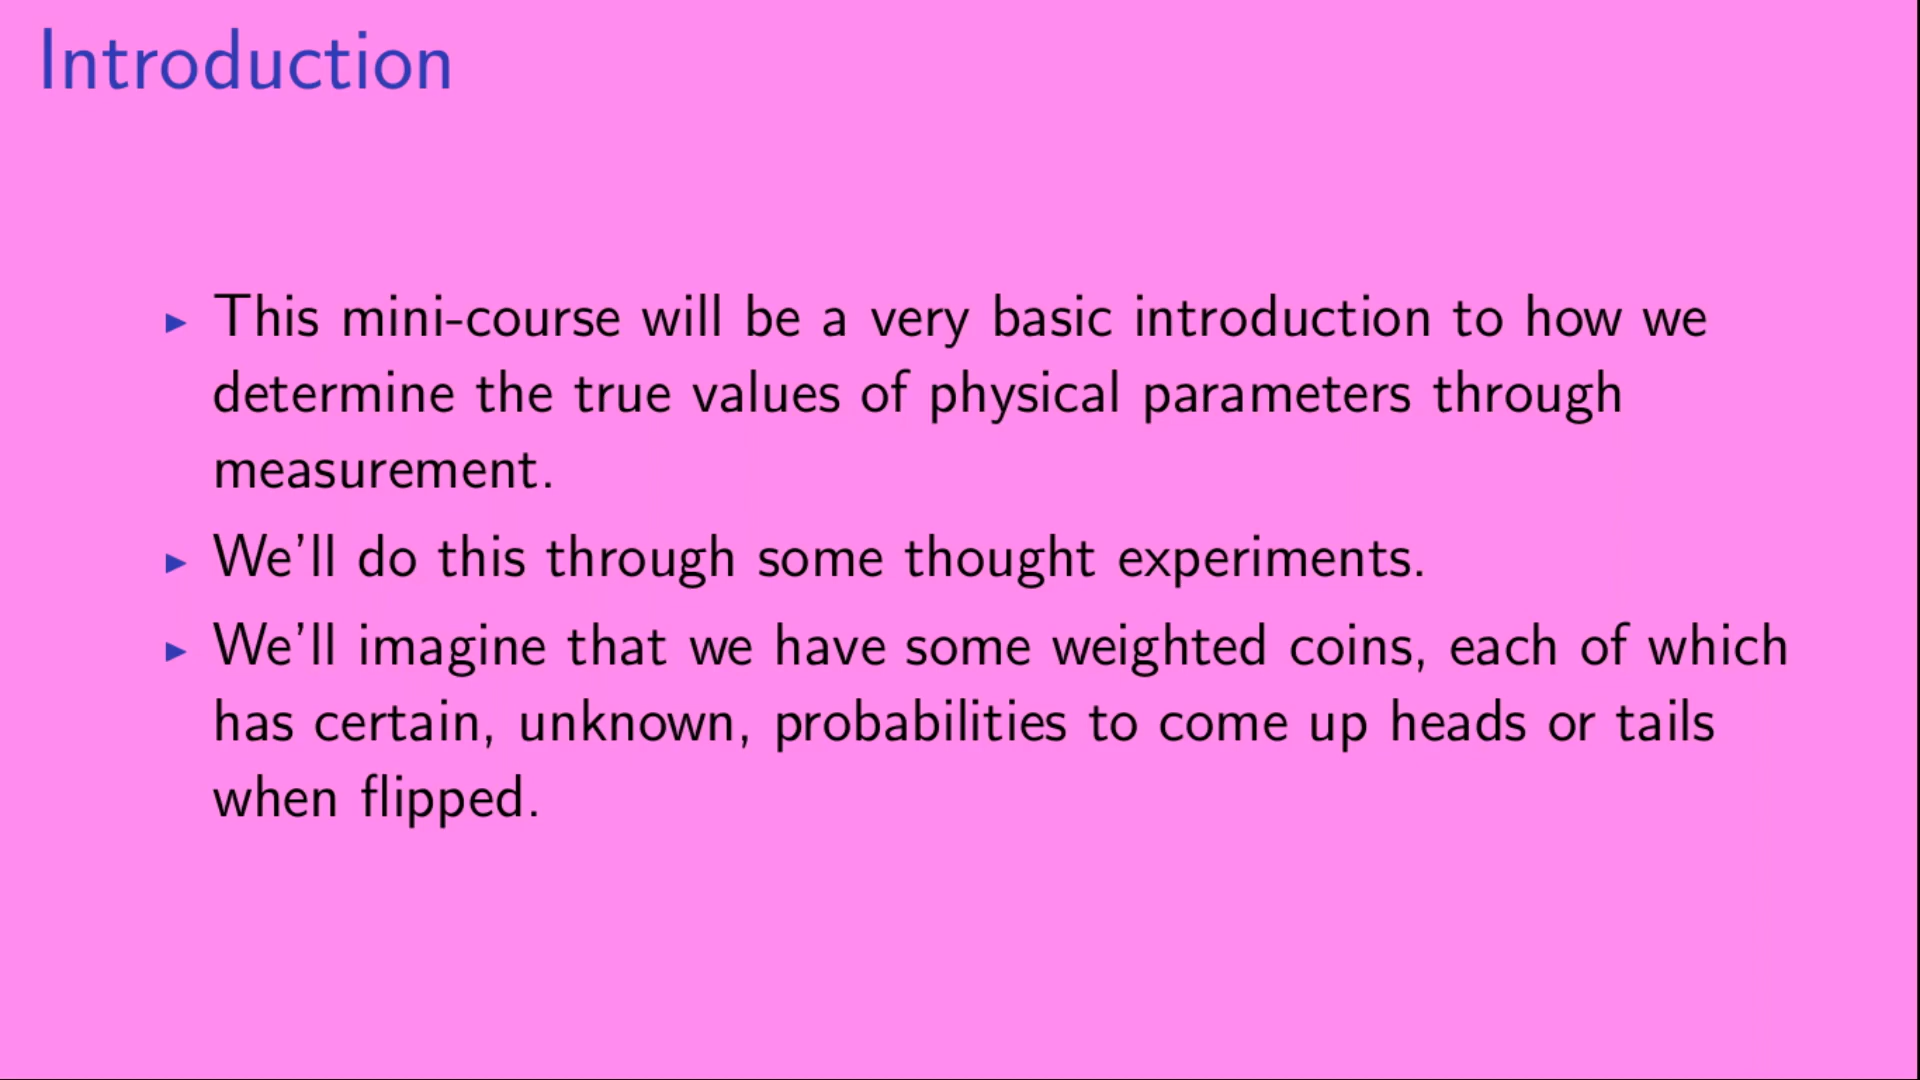 Introduction
▶ This mini-course will be a very basic introduction to how we
determine the true values of physical parameters through
measurement.
▶ We'll do this through some thought experiments.
▶ We'll imagine that we have some weighted coins, each of which
has certain, unknown, probabilities to come up heads or tails
when flipped.